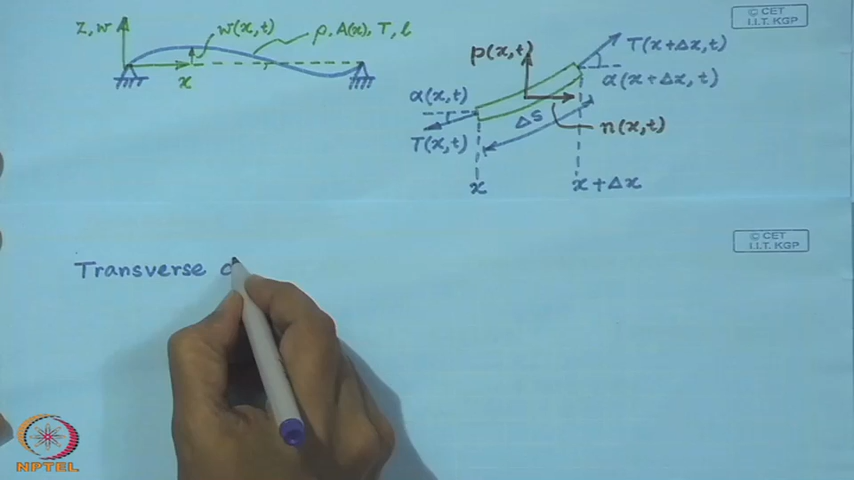 z, w
w(x,t)
ρ, A(x), T, l
x
© CET
I.I.T. KGP
p(x,t)
T(x+Δx,t)
α(x+Δx,t)
α(x,t)
T(x,t)
Δs
n(x,t)
x
x+Δx
© CET
I.I.T. KGP
Transverse
NPTEL